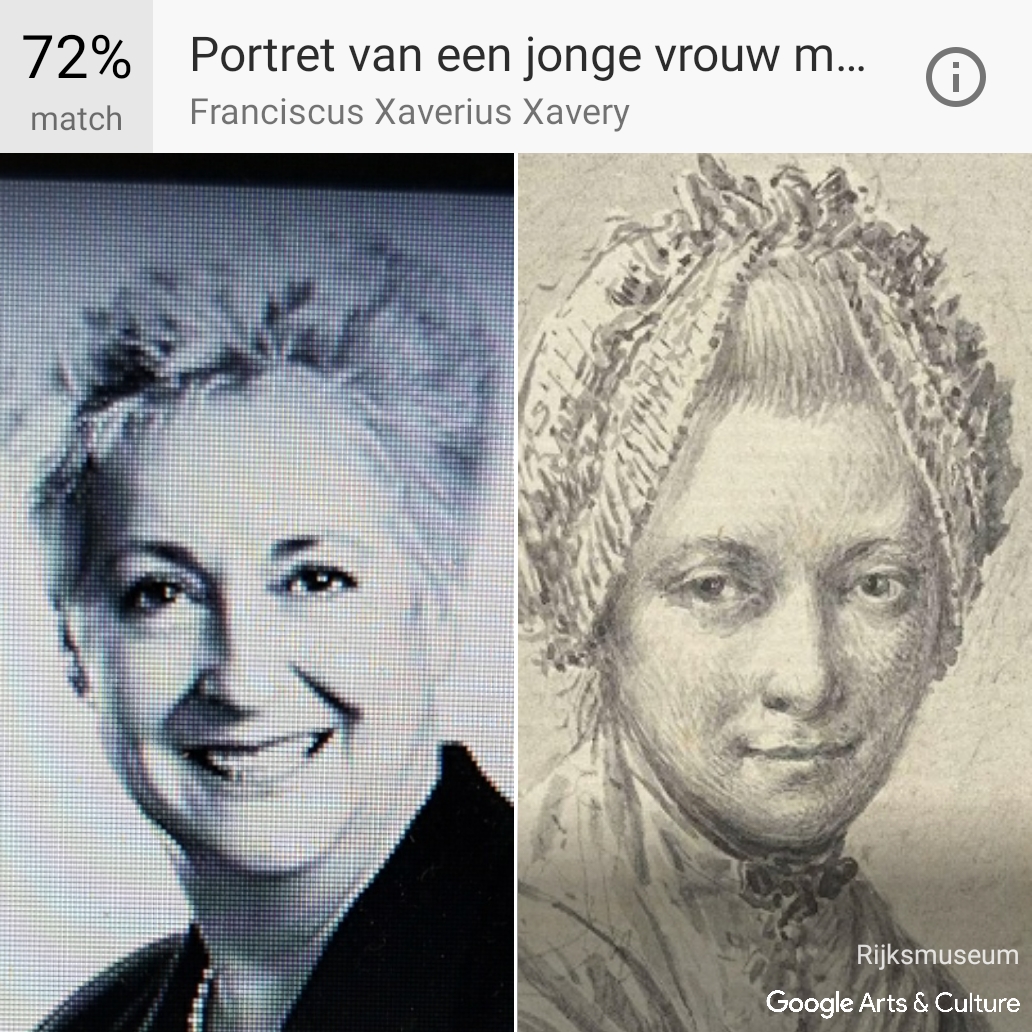 72%
match
Portret van een jonge vrouw m...
Franciscus Xaverius Xavery
Rijksmuseum
Google Arts & Culture